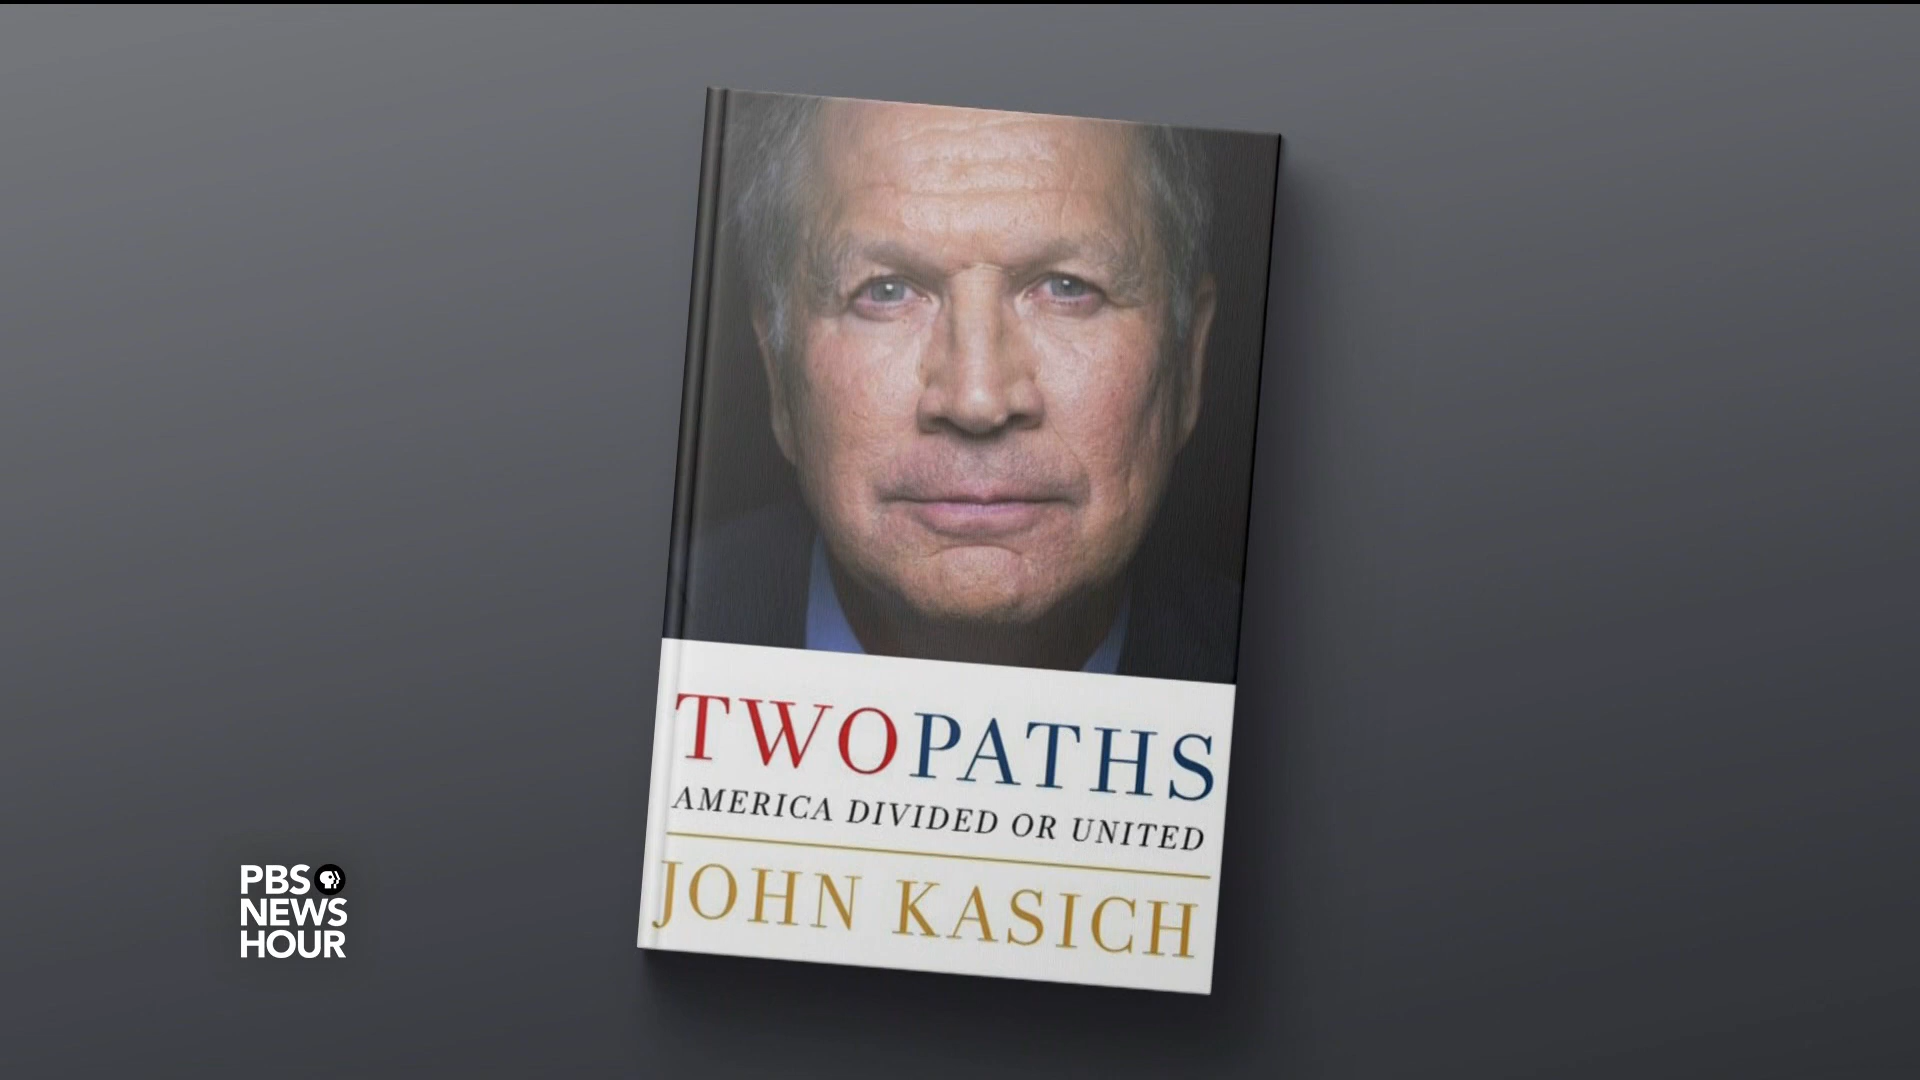 TWOPATHS
AMERICA DIVIDED OR UNITED
JOHN KASICH
PBS
NEWS
HOUR